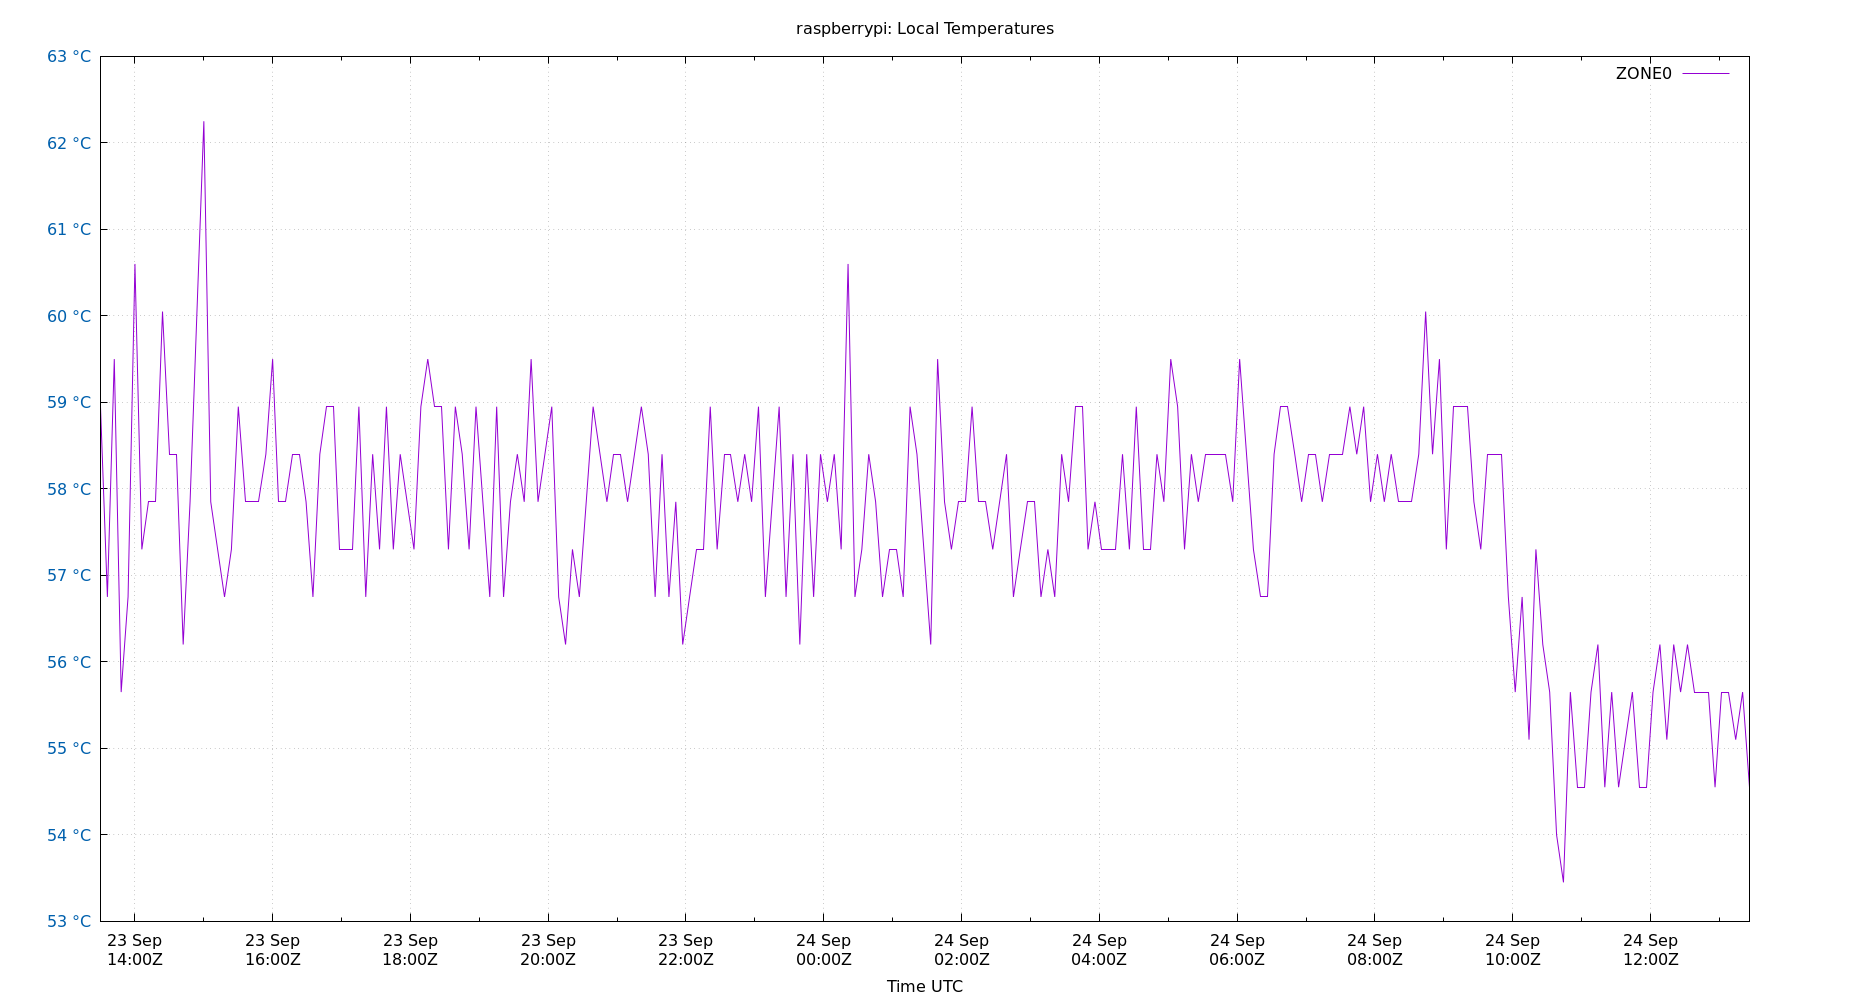 raspberrypi: Local Temperatures
63 °C
ZONE0
62 °C
61 °C
60 °C
59 °C
58 °C
57 °C
56 °C
55 °C
54 °C
53 °C
23 Sep 23 Sep 23 Sep 23 Sep 23 Sep 24 Sep 24 Sep 24 Sep 24 Sep 24 Sep 24 Sep 24 Sep
14:00Z 16:00Z 18:00Z 20:00Z 22:00Z 00:00Z 02:00Z 04:00Z 06:00Z 08:00Z 10:00Z 12:00Z
Time UTC